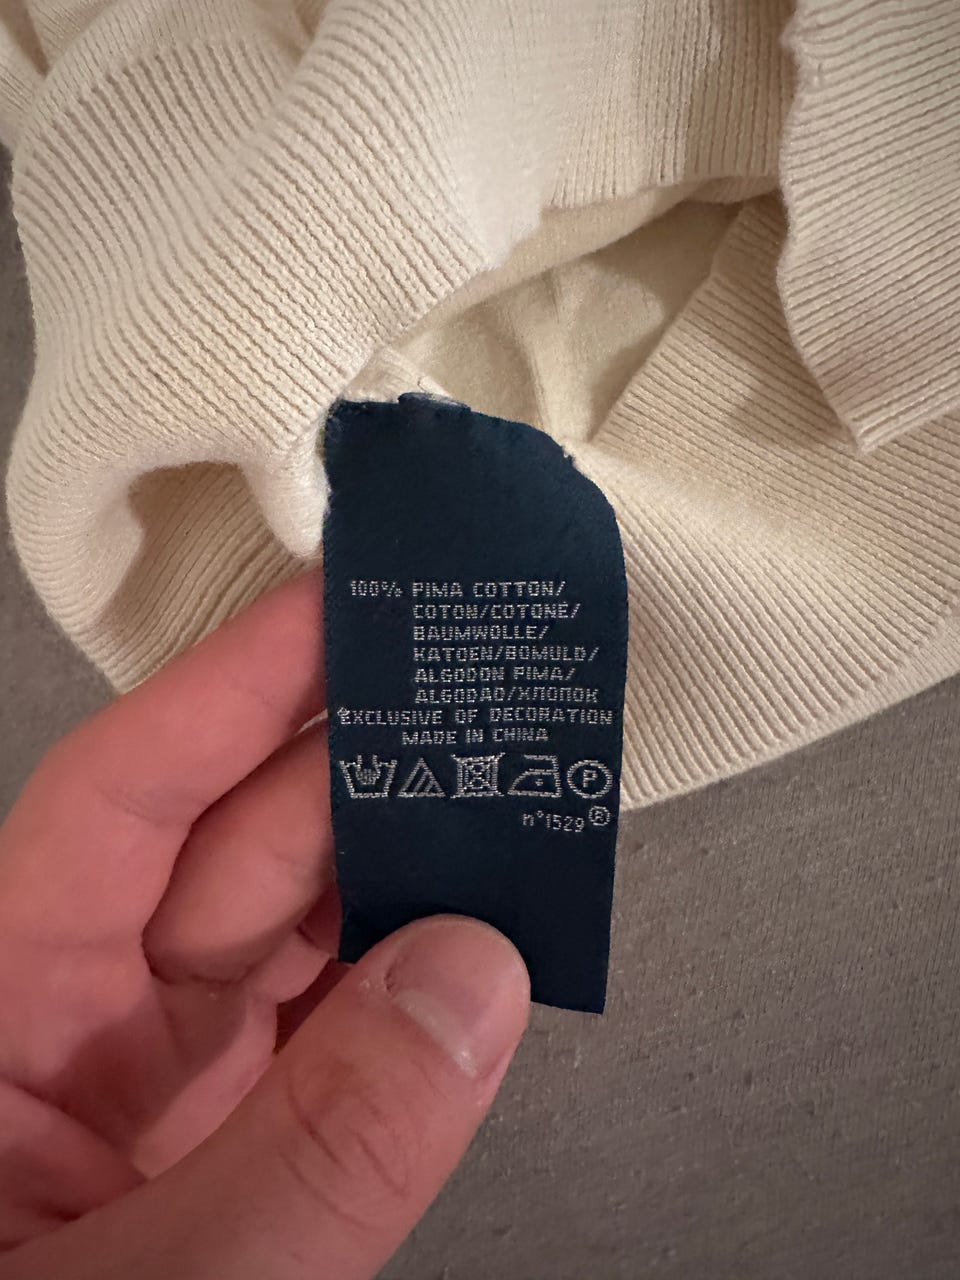 100% PIMA COTTON/
COTON/COTONE/
BAUMWOLLE/
KATOEN/BOMULD/
ALGODON PIMA/
ALGODAO/ХЛОПОК
*EXCLUSIVE OF DECORATION
MADE IN CHINA
P
n°1529®